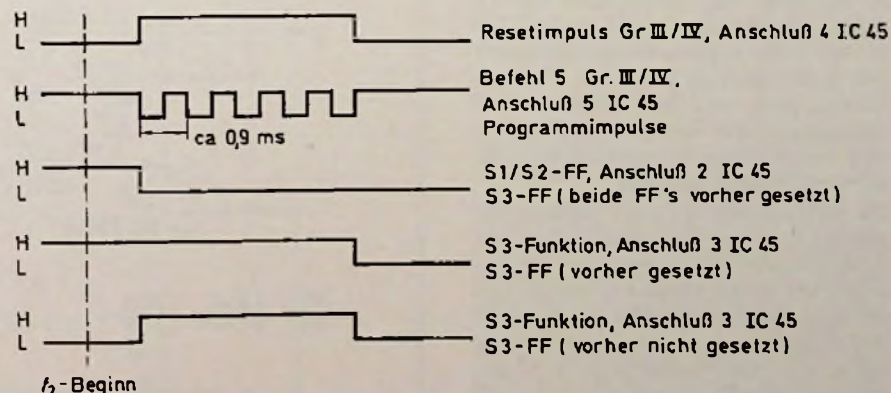 H
L
Resetimpuls Gr III/IV, Anschluß 4 IC 45
H
L
Befehl 5 Gr. III/IV,
Anschluß 5 IC 45
Programmimpulse
ca 0,9 ms
H
L
S1/S2-FF, Anschluß 2 IC 45
S3-FF (beide FF's vorher gesetzt)
H
L
S3-Funktion, Anschluß 3 IC 45
S3-FF (vorher gesetzt)
H
L
S3-Funktion, Anschluß 3 IC 45
S3-FF (vorher nicht gesetzt)
t2-Beginn